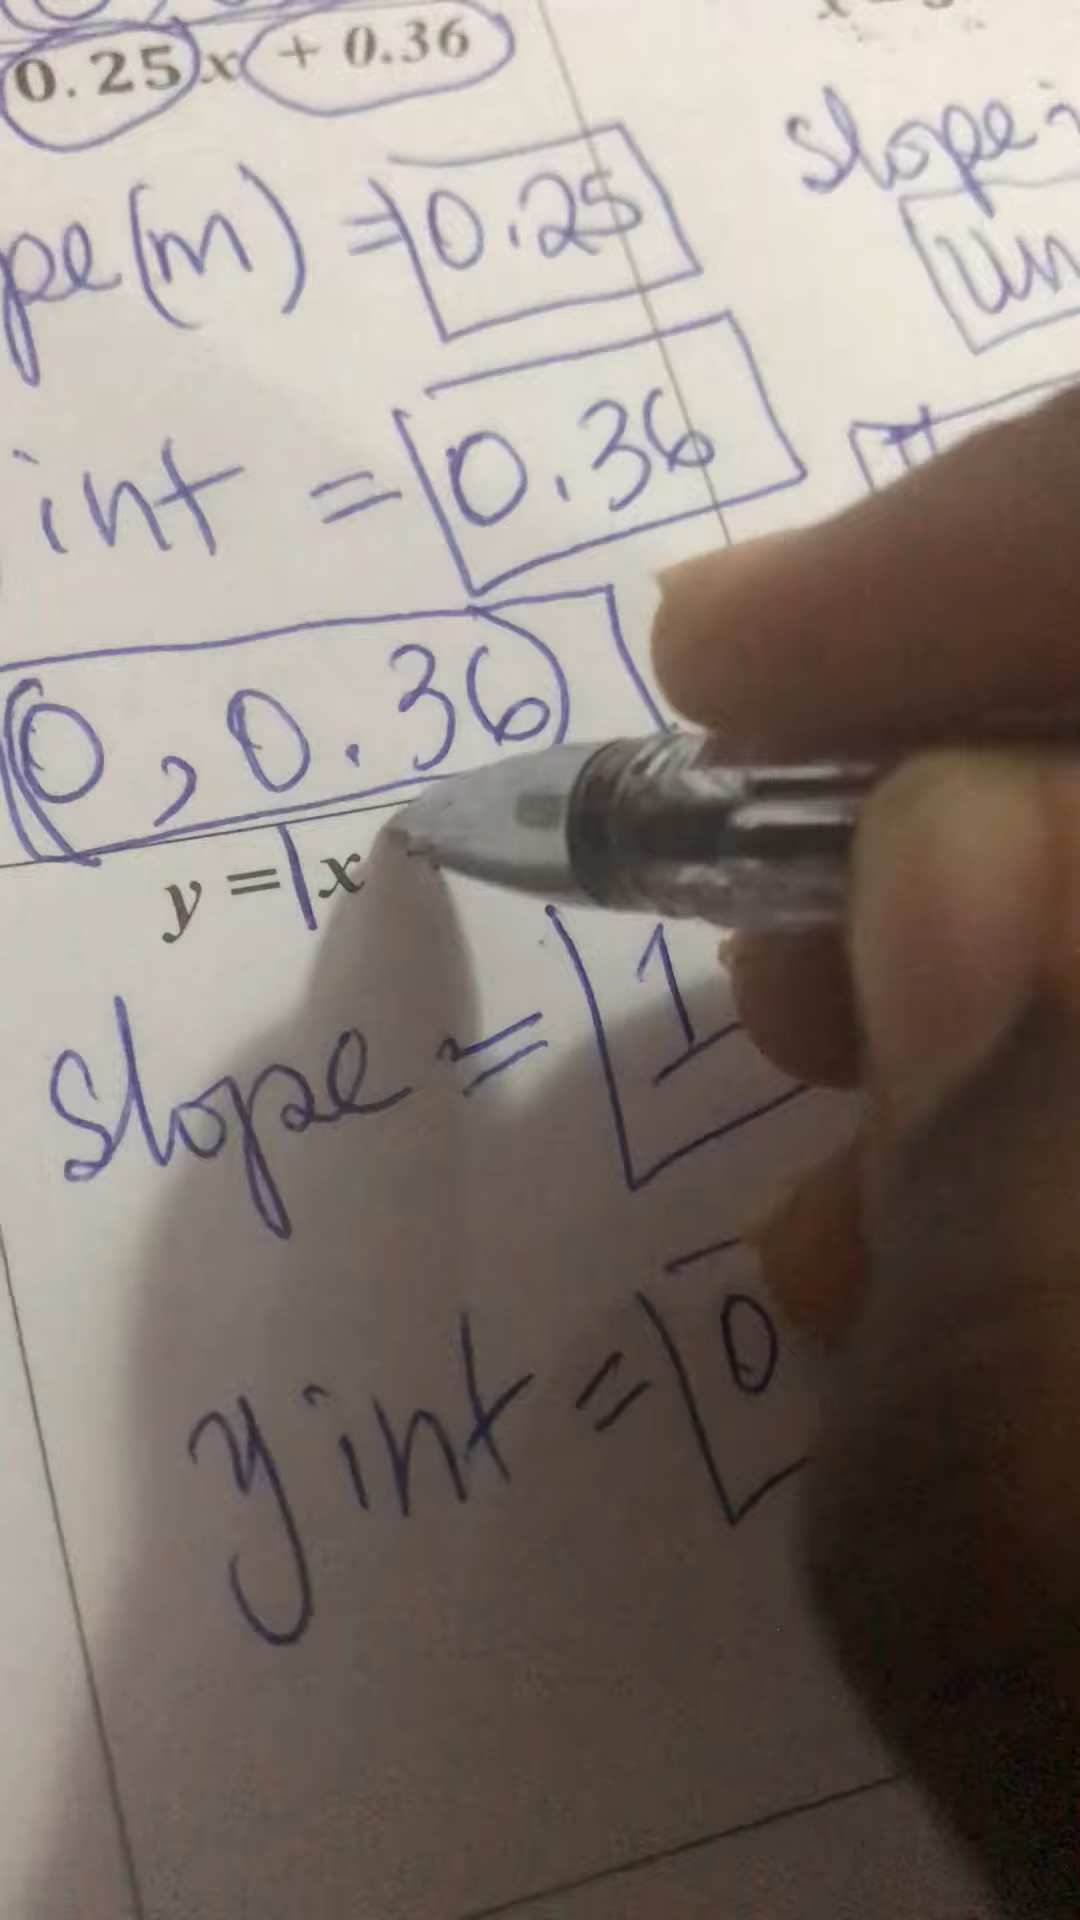 0.25x + 0.36
pe(m) = 0.25
int = 0.36
(0, 0.36)
y = 1x
slope = 1
y int = 0
slope
un